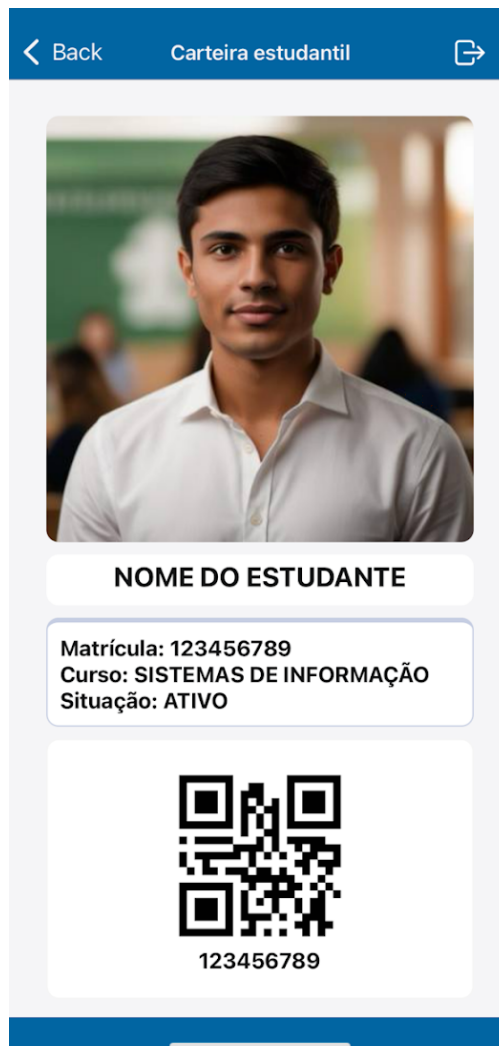 Back
Carteira estudantil
NOME DO ESTUDANTE
Matrícula: 123456789
Curso: SISTEMAS DE INFORMAÇÃO
Situação: ATIVO
123456789